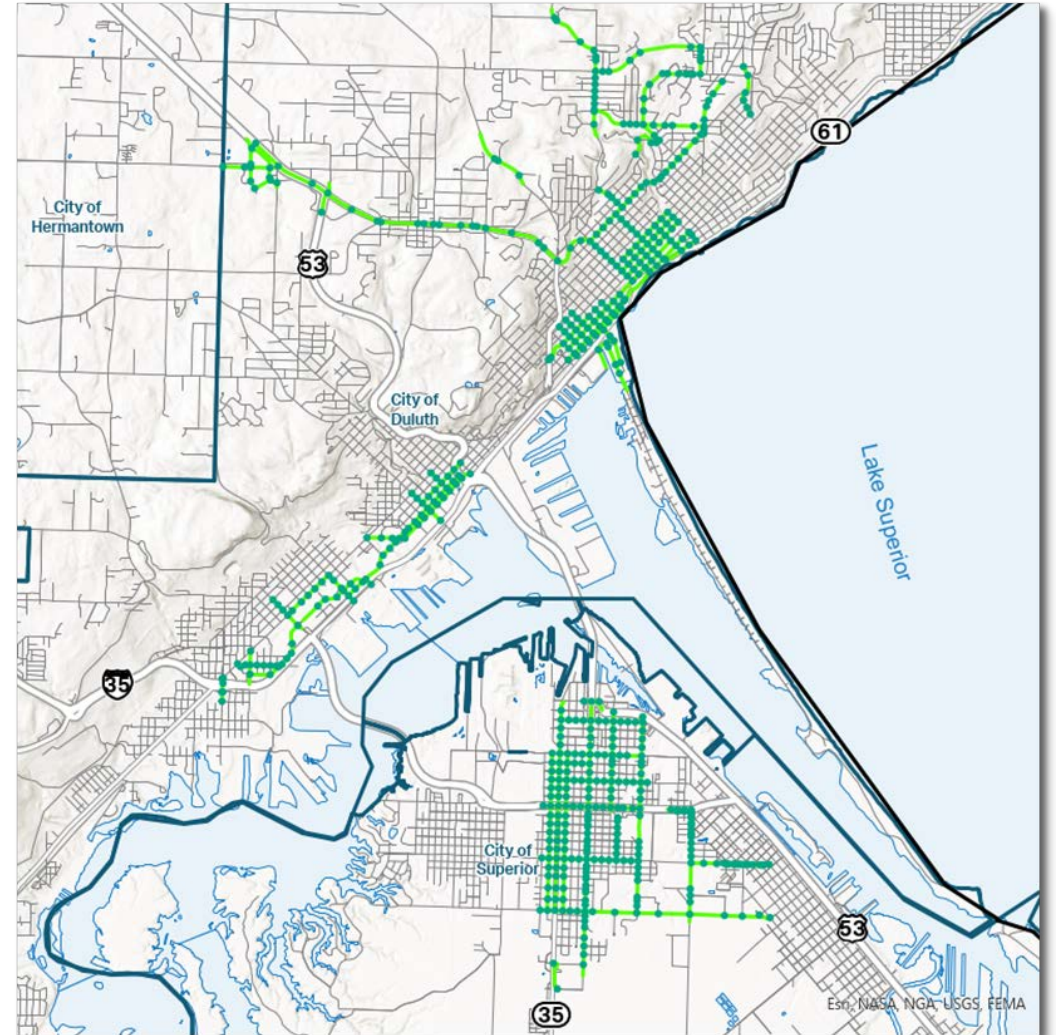 61
City of
Hermantown
53
City of
Duluth
Lake Superior
35
City of
Superior
53
Esri, NASA, NGA, USGS, FEMA
35